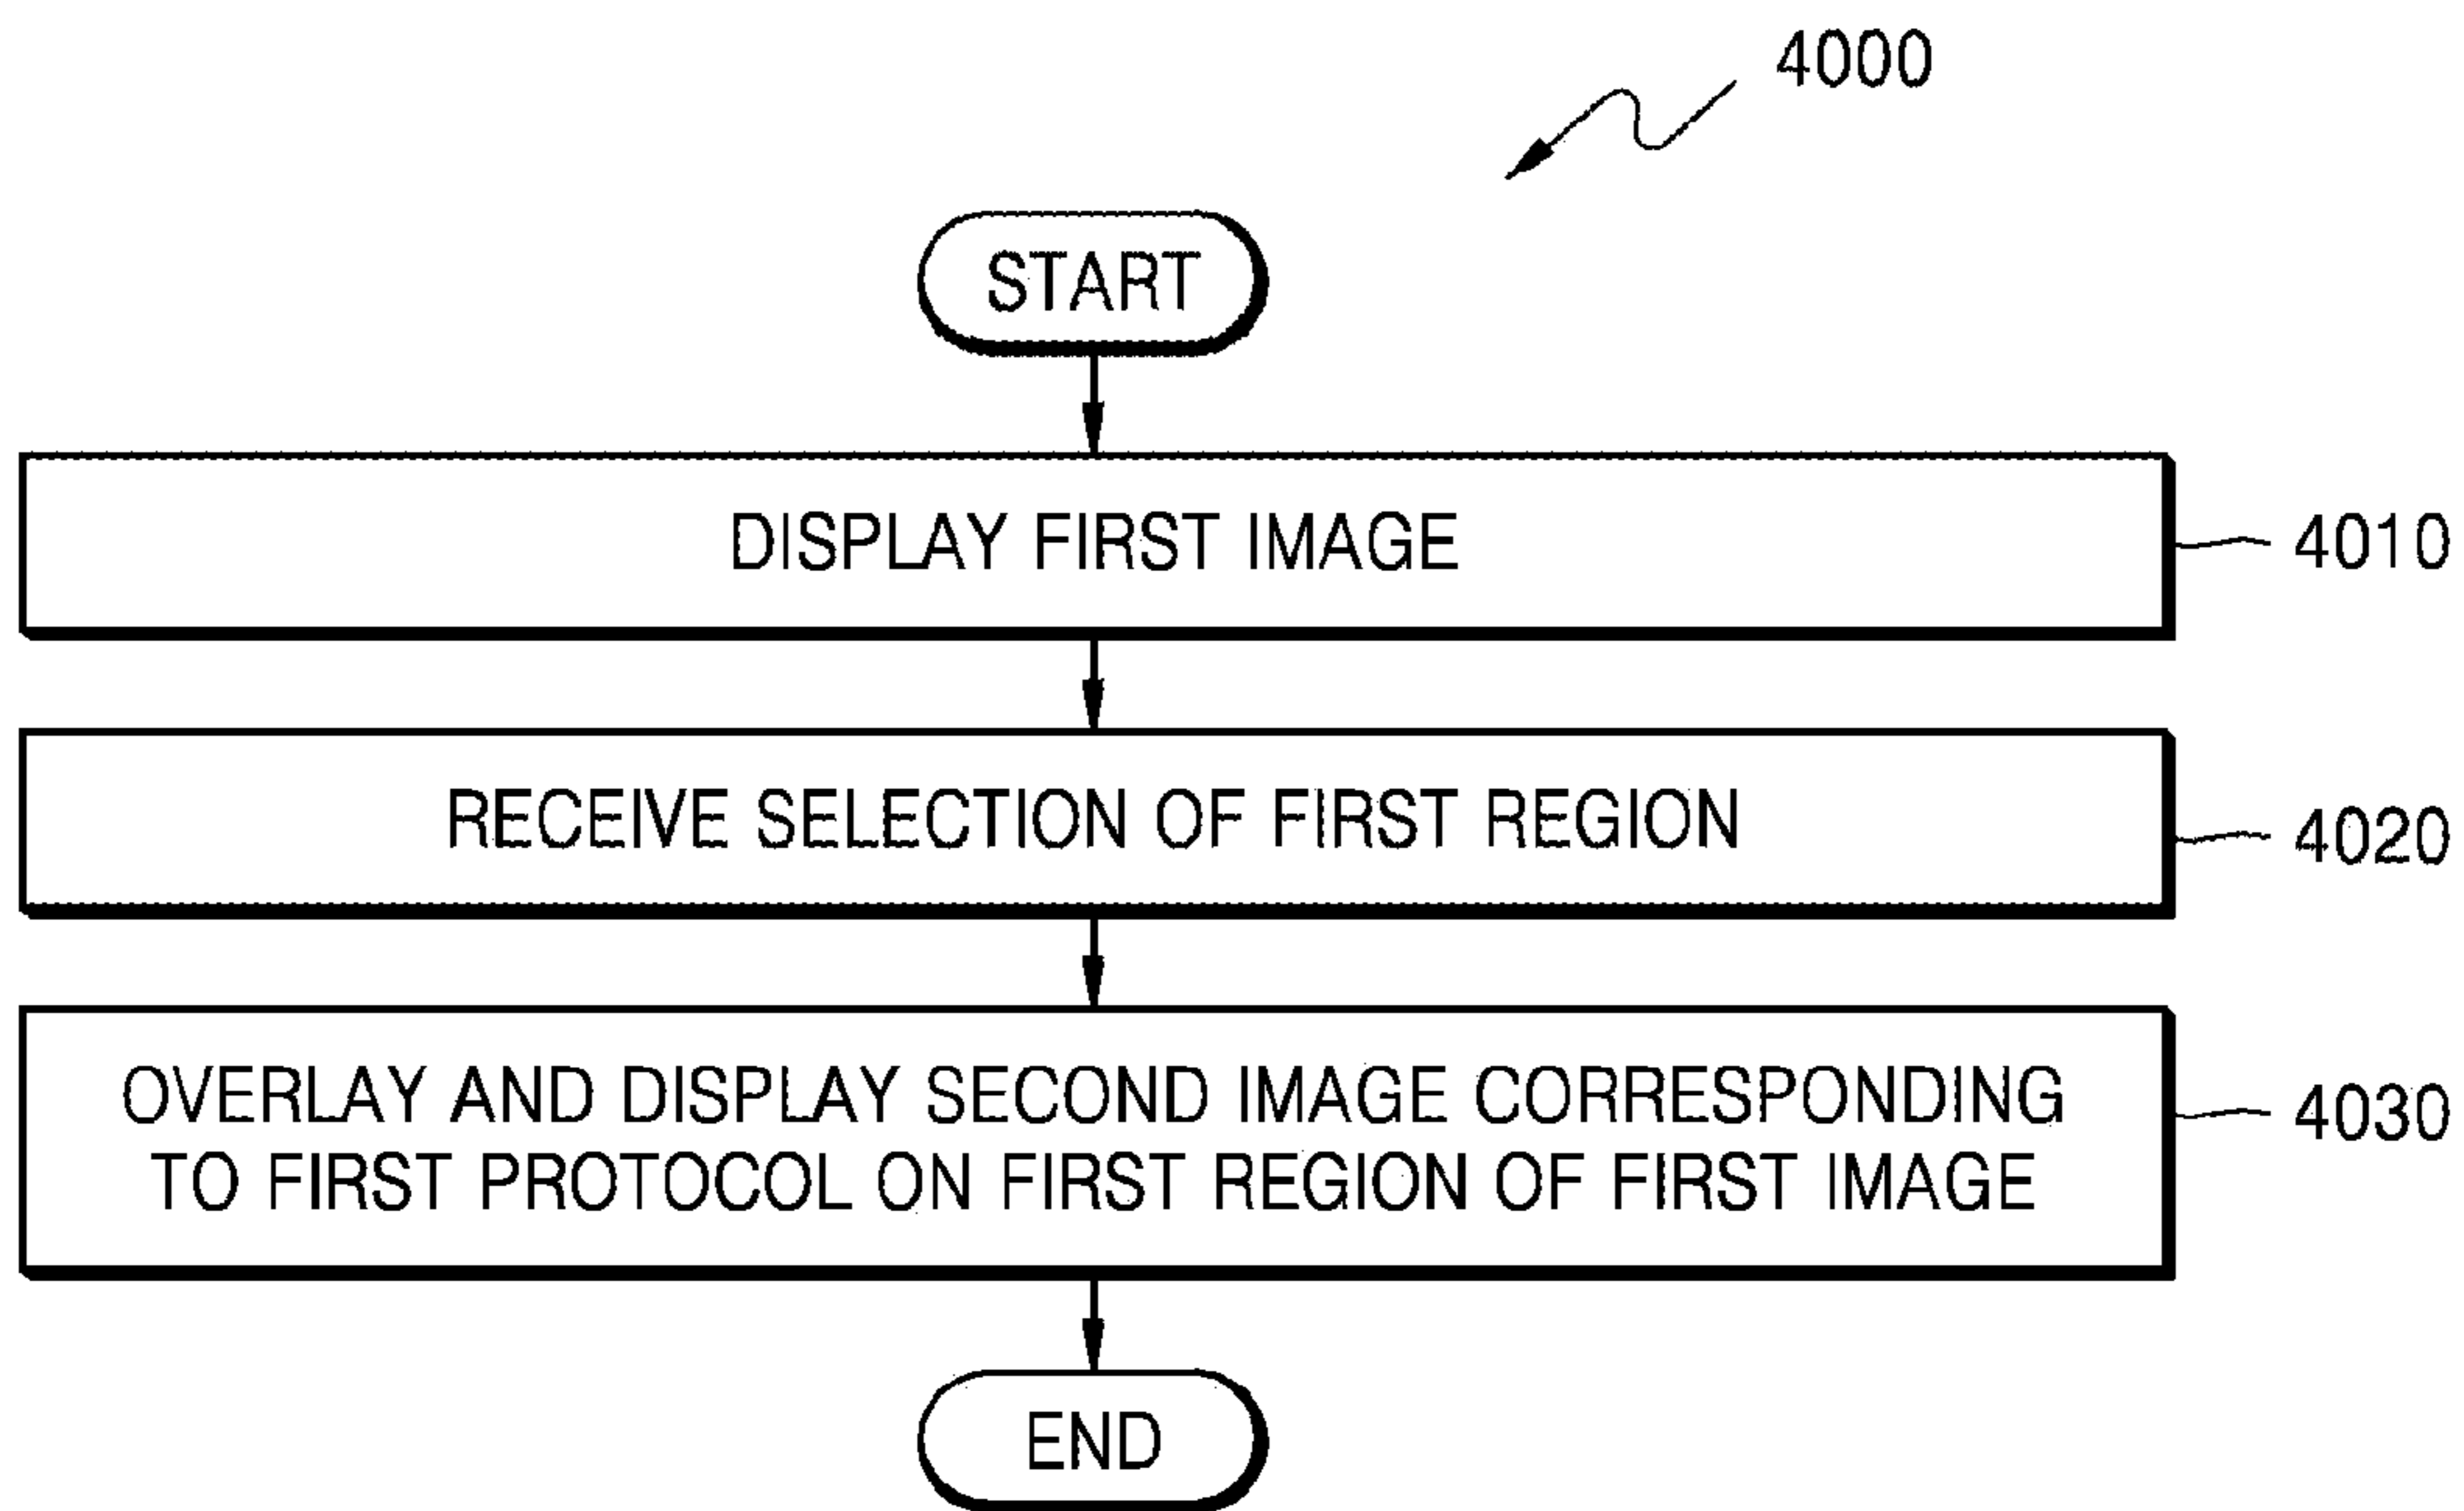 4000
START
DISPLAY FIRST IMAGE
4010
RECEIVE SELECTION OF FIRST REGION
4020
OVERLAY AND DISPLAY SECOND IMAGE CORRESPONDING
TO FIRST PROTOCOL ON FIRST REGION OF FIRST IMAGE
4030
END